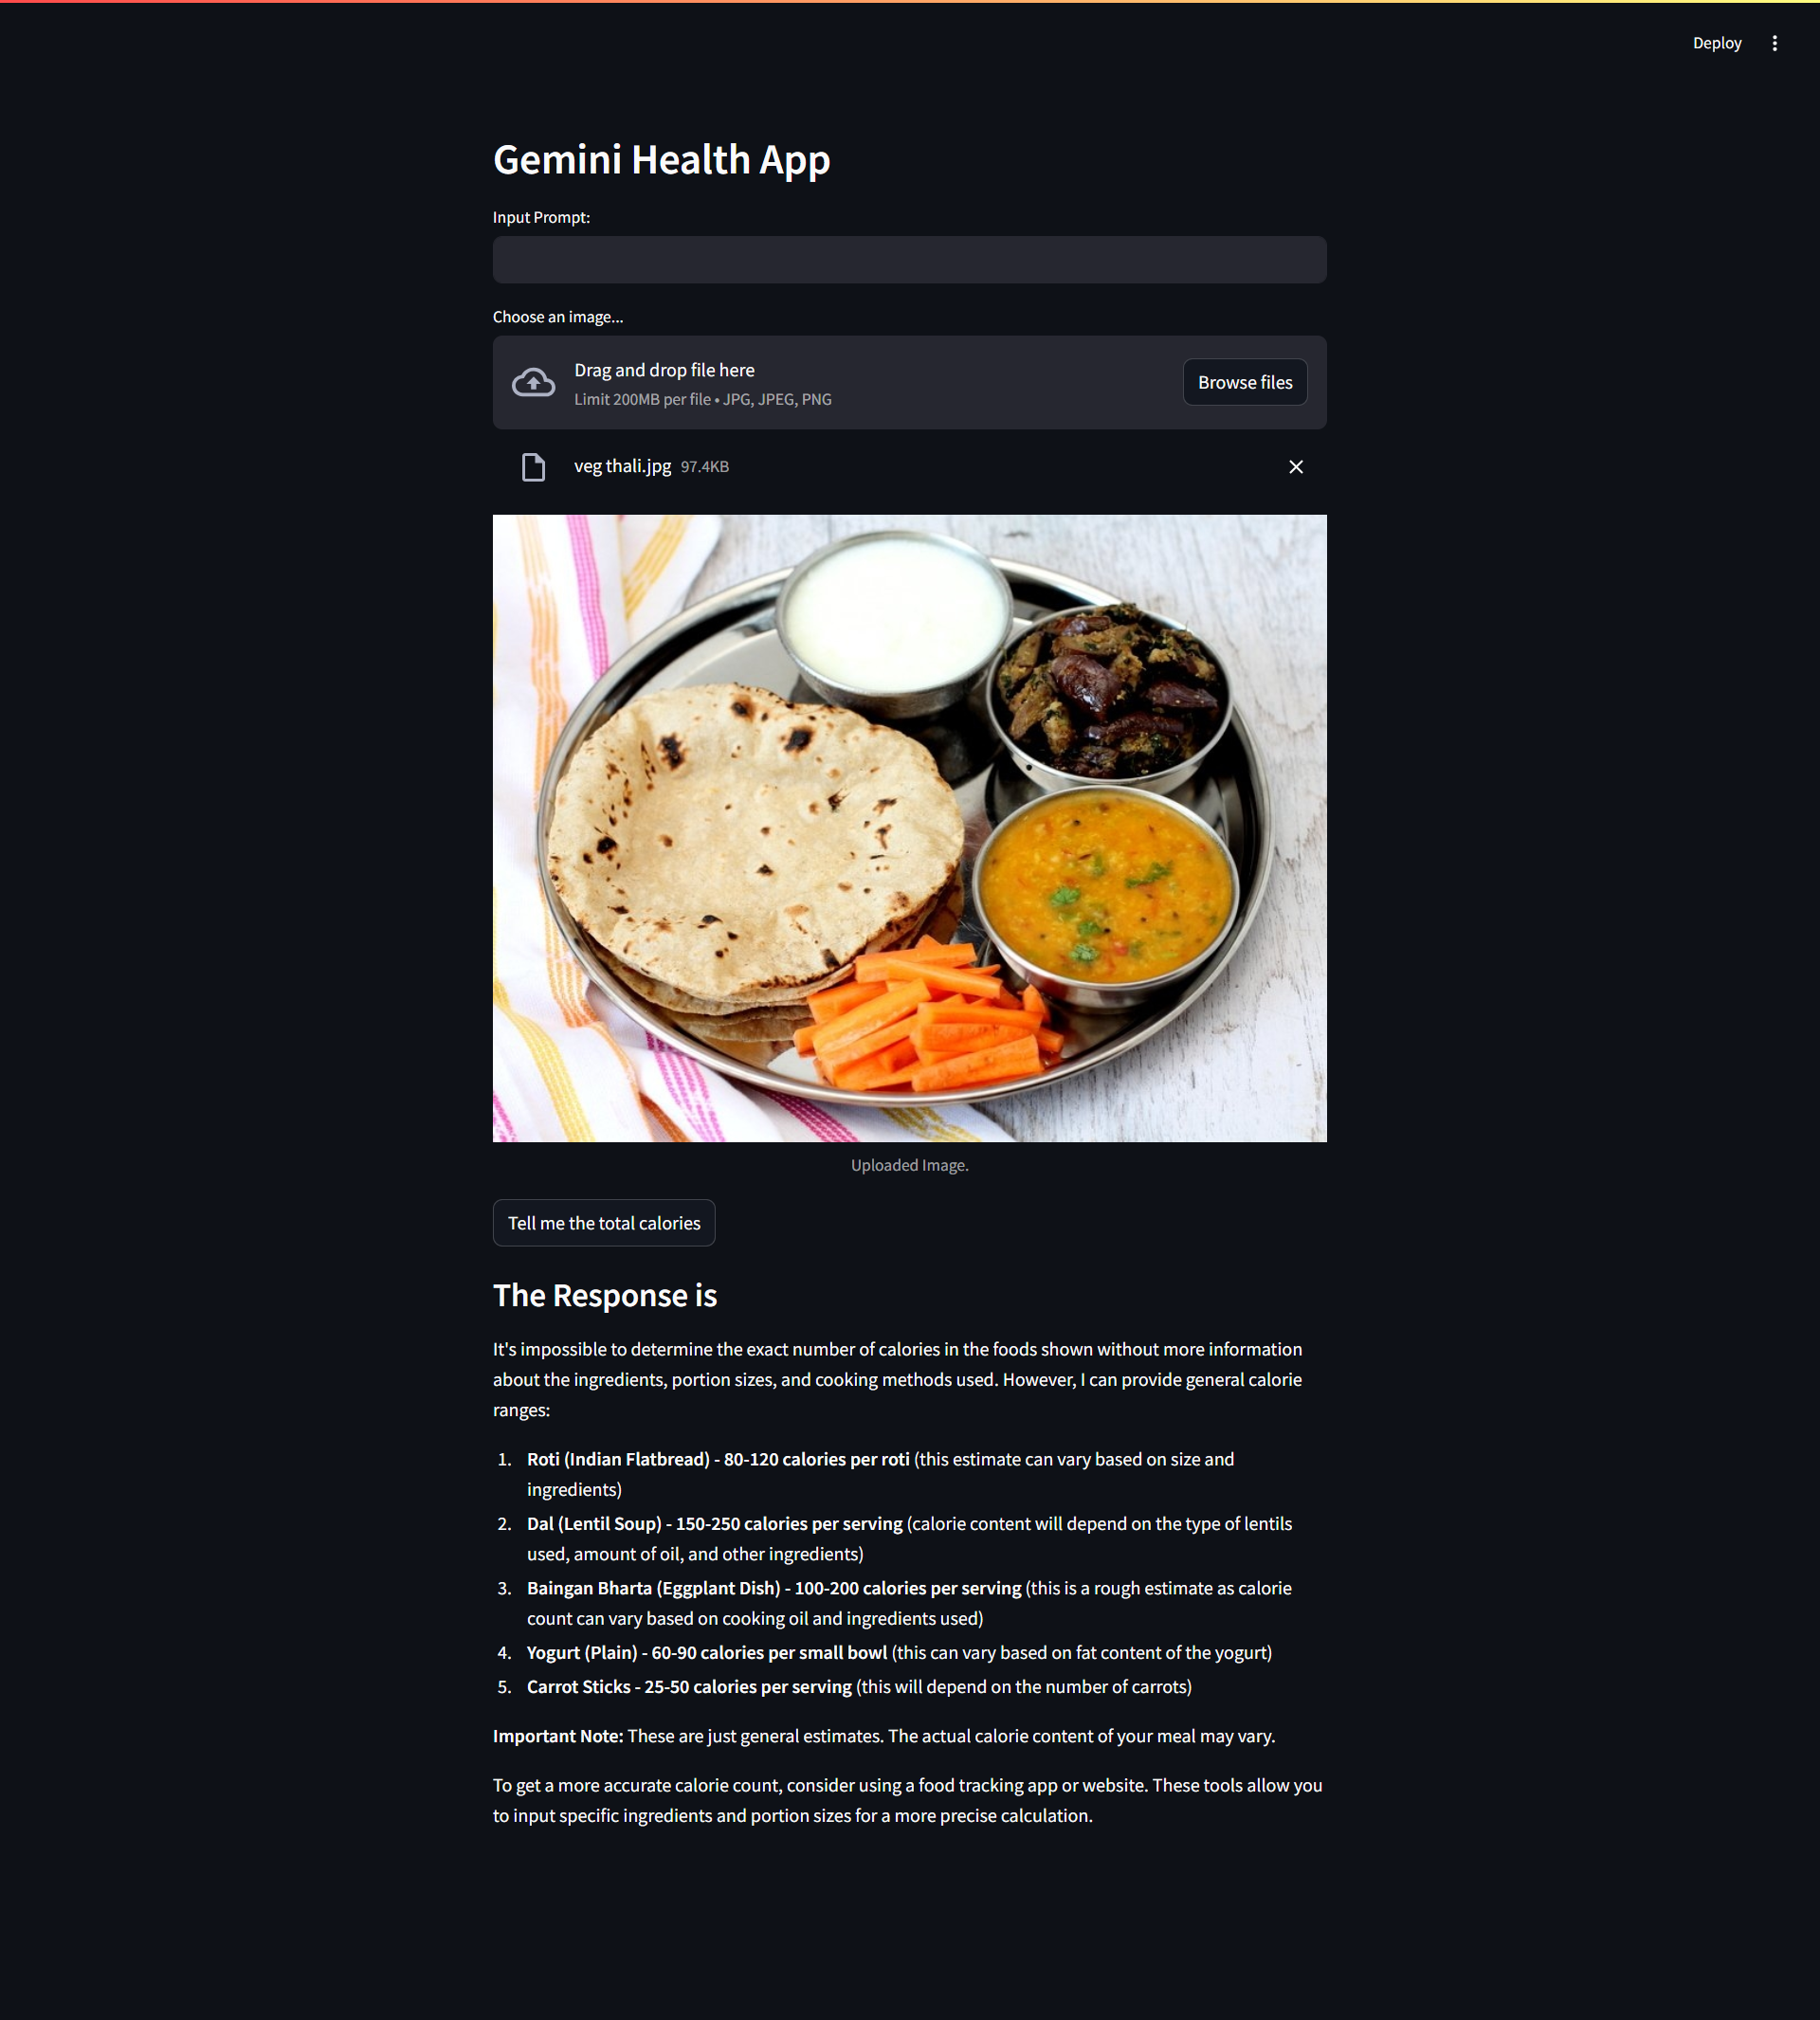 Deploy
Gemini Health App
Input Prompt:
Choose an image...
Drag and drop file here
Limit 200MB per file • JPG, JPEG, PNG
Browse files
veg thali.jpg 97.4KB
Uploaded Image.
Tell me the total calories
The Response is
It's impossible to determine the exact number of calories in the foods shown without more information
about the ingredients, portion sizes, and cooking methods used. However, I can provide general calorie
ranges:
1. Roti (Indian Flatbread) - 80-120 calories per roti (this estimate can vary based on size and
ingredients)
2. Dal (Lentil Soup) - 150-250 calories per serving (calorie content will depend on the type of lentils
used, amount of oil, and other ingredients)
3. Baingan Bharta (Eggplant Dish) - 100-200 calories per serving (this is a rough estimate as calorie
count can vary based on cooking oil and ingredients used)
4. Yogurt (Plain) - 60-90 calories per small bowl (this can vary based on fat content of the yogurt)
5. Carrot Sticks - 25-50 calories per serving (this will depend on the number of carrots)
Important Note: These are just general estimates. The actual calorie content of your meal may vary.
To get a more accurate calorie count, consider using a food tracking app or website. These tools allow you
to input specific ingredients and portion sizes for a more precise calculation.